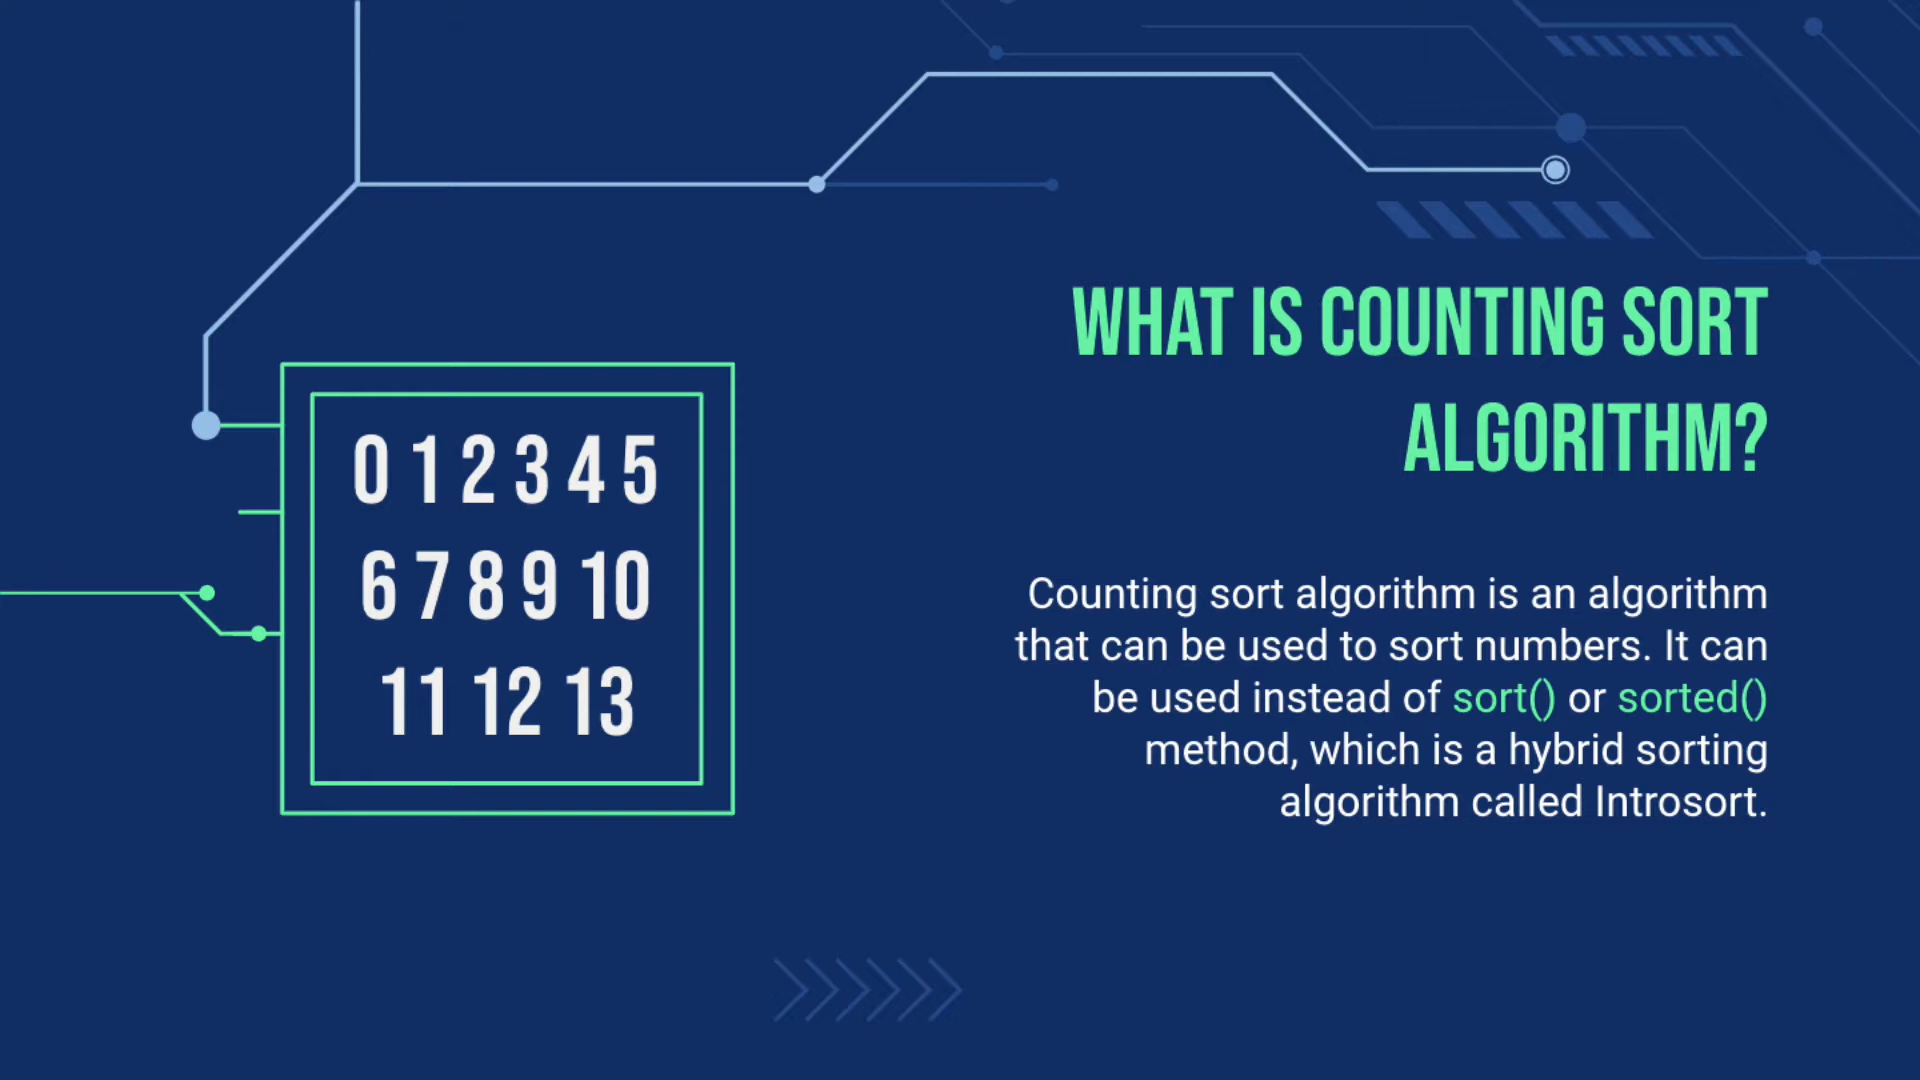 0 1 2 3 4 5
6 7 8 9 10
11 12 13
WHAT IS COUNTING SORT
ALGORITHM?
Counting sort algorithm is an algorithm
that can be used to sort numbers. It can
be used instead of sort() or sorted()
method, which is a hybrid sorting
algorithm called Introsort.